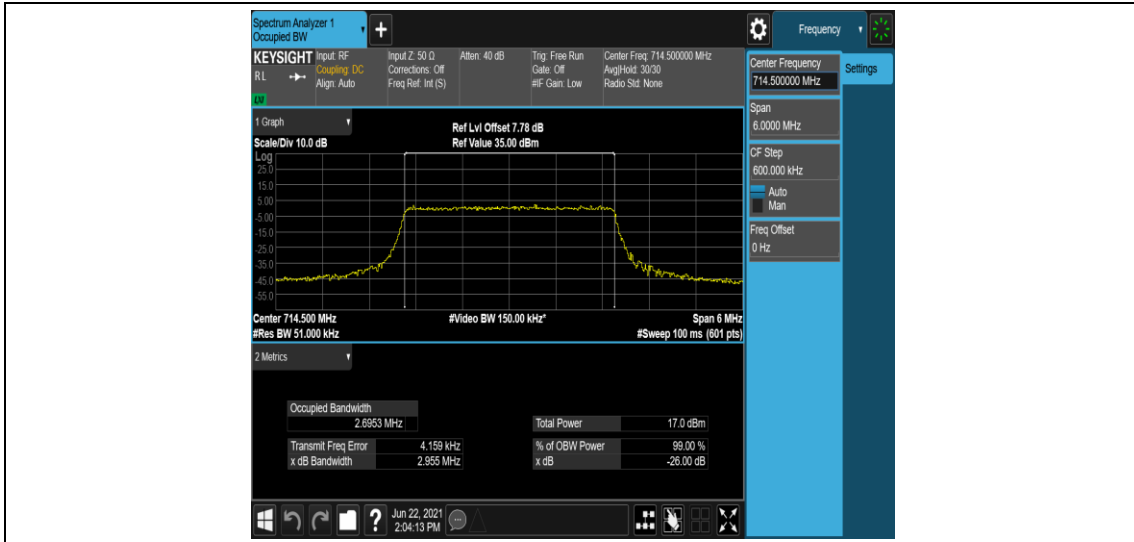 Spectrum Analyzer 1
Occupied BW
+
Frequency
KEYSIGHT
RL
Input: RF
Coupling: DC
Align: Auto
Input Z: 50 Ω
Corrections: Off
Freq Ref: Int (S)
Atten: 40 dB
Trig: Free Run
Gate: Off
#IF Gain: Low
Center Freq: 714.500000 MHz
Avg|Hold: 30/30
Radio Std: None
Center Frequency
714.500000 MHz
Settings
Span
6.0000 MHz
CF Step
600.000 kHz
Auto
Man
Freq Offset
0 Hz
1 Graph
Scale/Div 10.0 dB
Ref Lvl Offset 7.78 dB
Ref Value 35.00 dBm
Log
25.0
15.0
5.00
-5.00
-15.0
-25.0
-35.0
-45.0
-55.0
Center 714.500 MHz
#Res BW 51.000 kHz
#Video BW 150.00 kHz*
Span 6 MHz
#Sweep 100 ms (601 pts)
2 Metrics
Occupied Bandwidth
2.6953 MHz
Total Power 17.0 dBm
Transmit Freq Error 4.159 kHz
% of OBW Power 99.00 %
x dB Bandwidth 2.955 MHz
x dB -26.00 dB
?
Jun 22, 2021
2:04:13 PM